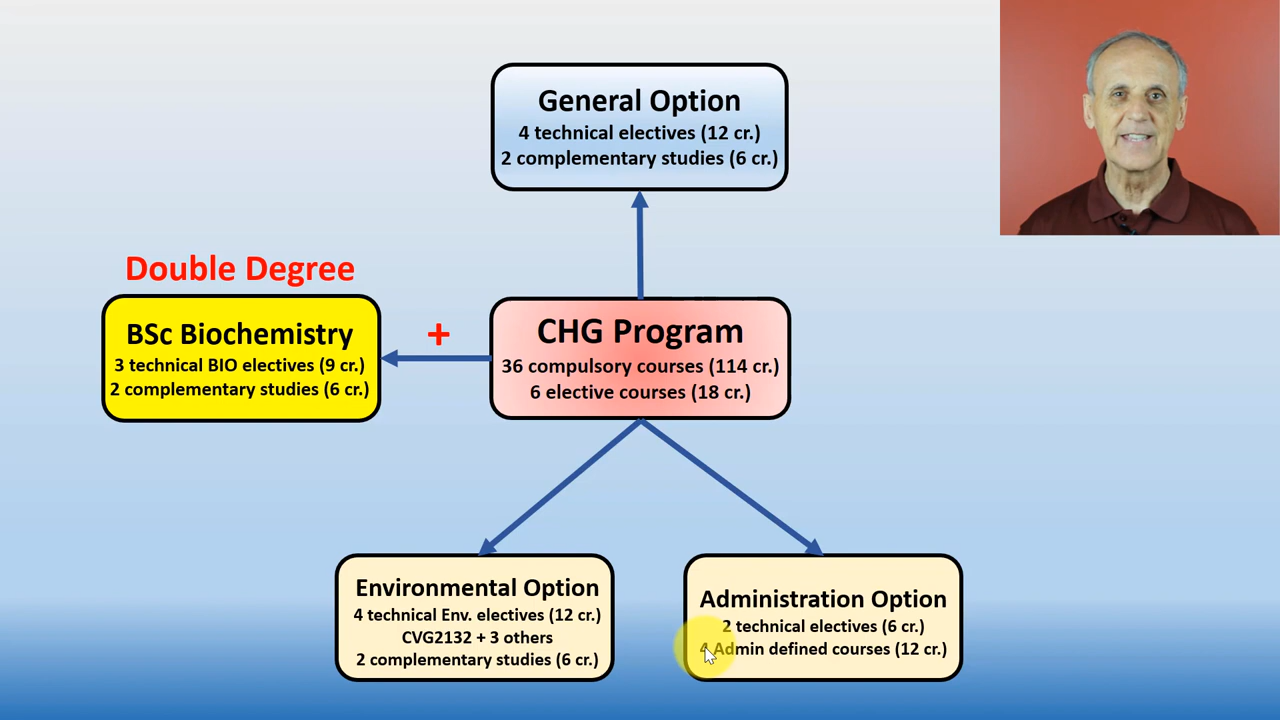 General Option
4 technical electives (12 cr.)
2 complementary studies (6 cr.)
Double Degree
BSc Biochemistry
3 technical BIO electives (9 cr.)
2 complementary studies (6 cr.)
+
CHG Program
36 compulsory courses (114 cr.)
6 elective courses (18 cr.)
Environmental Option
4 technical Env. electives (12 cr.)
CVG2132 + 3 others
2 complementary studies (6 cr.)
Administration Option
2 technical electives (6 cr.)
4 Admin defined courses (12 cr.)